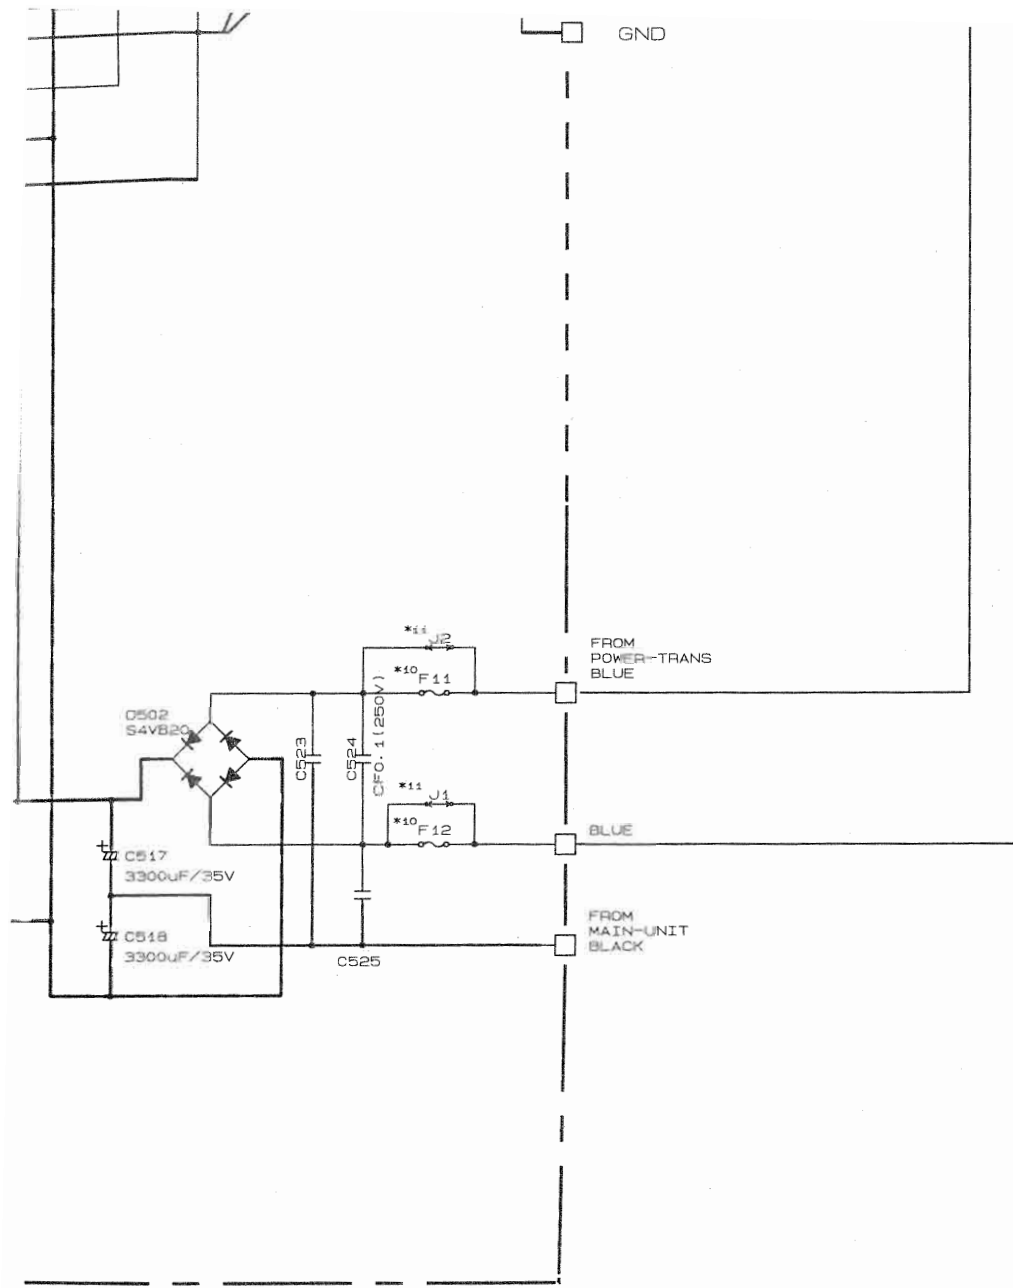 GND
*11
J2
*10
F11
FROM
POWER-TRANS
BLUE
D502
S4VB20
C523
C524
CF0.1(250V)
*11
J1
*10
F12
BLUE
+
C517
3300uF/35V
+
C518
3300uF/35V
C525
FROM
MAIN-UNIT
BLACK